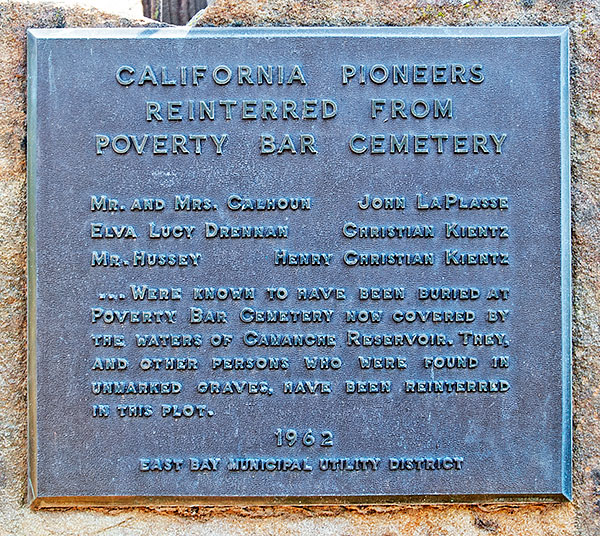 CALIFORNIA PIONEERS
REINTERRED FROM
POVERTY BAR CEMETERY
MR. AND MRS. CALHOUN JOHN LAPLASSE
ELVA LUCY DRENNAN CHRISTIAN KIENTZ
MR. HUSSEY HENRY CHRISTIAN KIENTZ
... WERE KNOWN TO HAVE BEEN BURIED AT
POVERTY BAR CEMETERY NOW COVERED BY
THE WATERS OF CAMANCHE RESERVOIR. THEY,
AND OTHER PERSONS WHO WERE FOUND IN
UNMARKED GRAVES, HAVE BEEN REINTERRED
IN THIS PLOT.
1962
EAST BAY MUNICIPAL UTILITY DISTRICT